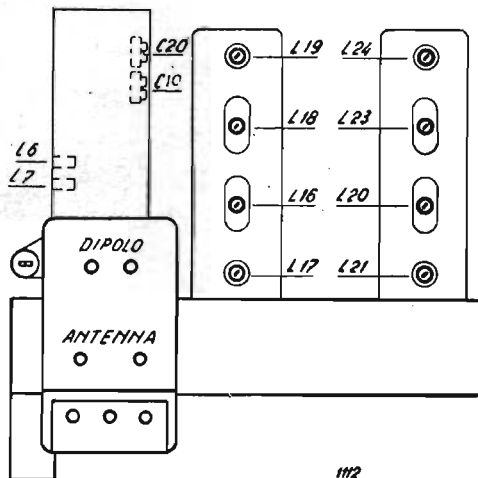 C20
C10
L6
L7
L19 L24
L18 L23
L16 L20
L17 L21
DIPOLO
ANTENNA
1112